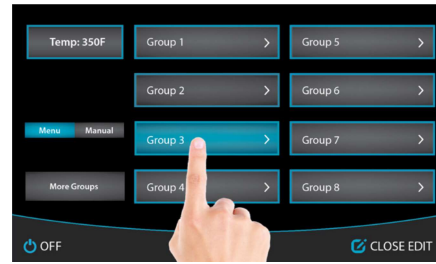 Temp: 350F
Group 1
Group 5
Group 2
Group 6
Menu
Manual
Group 3
Group 7
More Groups
Group 4
Group 8
OFF
CLOSE EDIT